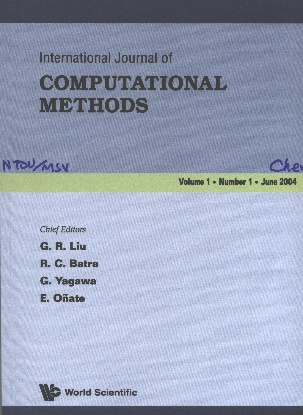 International Journal of
COMPUTATIONAL
METHODS
NTOU/MSV
Volume 1 • Number 1 • June 2004
Chief Editors
G. R. Liu
R. C. Batra
G. Yagawa
E. Oñate
World Scientific